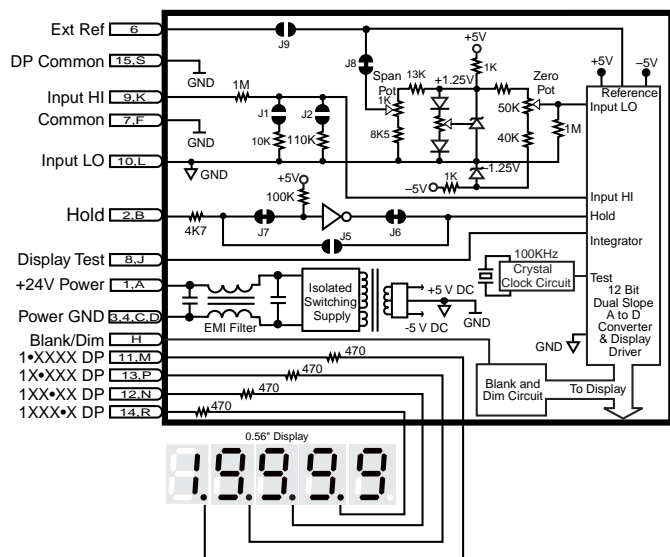 Ext Ref 6
J9
+5V
+5V –5V
DP Common 15,S
GND
J8
Span Pot
1K
13K
+1.25V
1K
Zero Pot
Reference
Input HI 9,K
1M
J1
J2
50K
Input LO
Common 7,F
GND
10K
110K
8K5
40K
1M
Input LO 10,L
GND
–1.25V
+5V
–5V
1K
Input HI
100K
Hold 2,B
4K7
J7
J6
J5
Hold
Integrator
Display Test 8,J
100KHz
Crystal Clock Circuit
Test
+24V Power 1,A
EMI Filter
Isolated Switching Supply
+5 V DC
GND
-5 V DC
12 Bit
Dual Slope
A to D
Converter
& Display
Driver
Power GND 3,4,C,D
GND
Blank/Dim H
1•XXXX DP 11,M
470
1X•XXX DP 13,P
470
1XX•XX DP 12,N
470
1XXX•X DP 14,R
470
Blank and Dim Circuit
To Display
0.56" Display
1.9.9.9.9